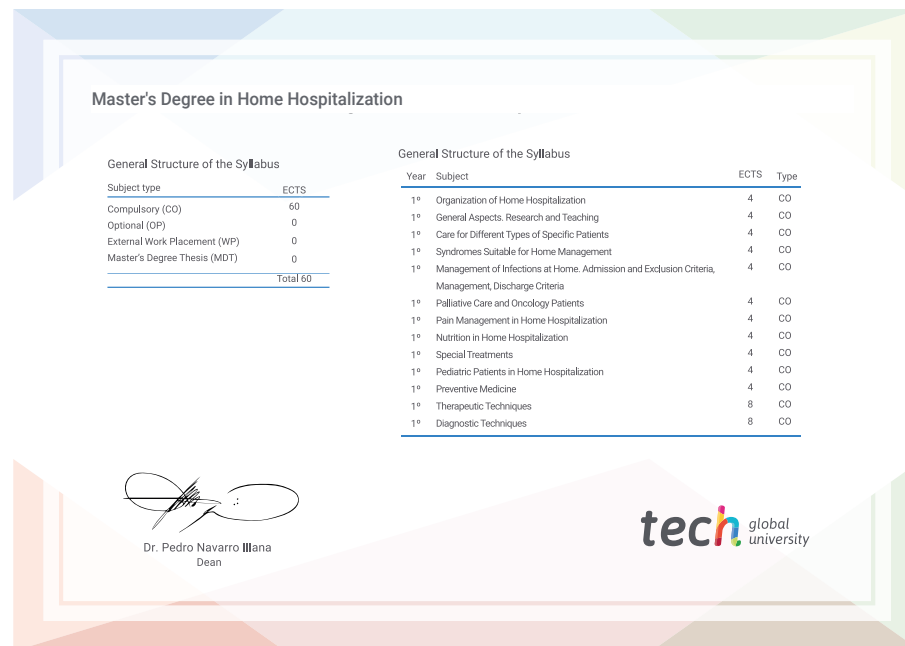 Master's Degree in Home Hospitalization
General Structure of the Syllabus
Subject type ECTS
Compulsory (CO) 60
Optional (OP) 0
External Work Placement (WP) 0
Master's Degree Thesis (MDT) 0
Total 60
General Structure of the Syllabus
Year Subject ECTS Type
1º Organization of Home Hospitalization 4 CO
1º General Aspects. Research and Teaching 4 CO
1º Care for Different Types of Specific Patients 4 CO
1º Syndromes Suitable for Home Management 4 CO
1º Management of Infections at Home. Admission and Exclusion Criteria, 4 CO
Management, Discharge Criteria
1º Palliative Care and Oncology Patients 4 CO
1º Pain Management in Home Hospitalization 4 CO
1º Nutrition in Home Hospitalization 4 CO
1º Special Treatments 4 CO
1º Pediatric Patients in Home Hospitalization 4 CO
1º Preventive Medicine 4 CO
1º Therapeutic Techniques 8 CO
1º Diagnostic Techniques 8 CO
Dr. Pedro Navarro Illana
Dean
tech global
university